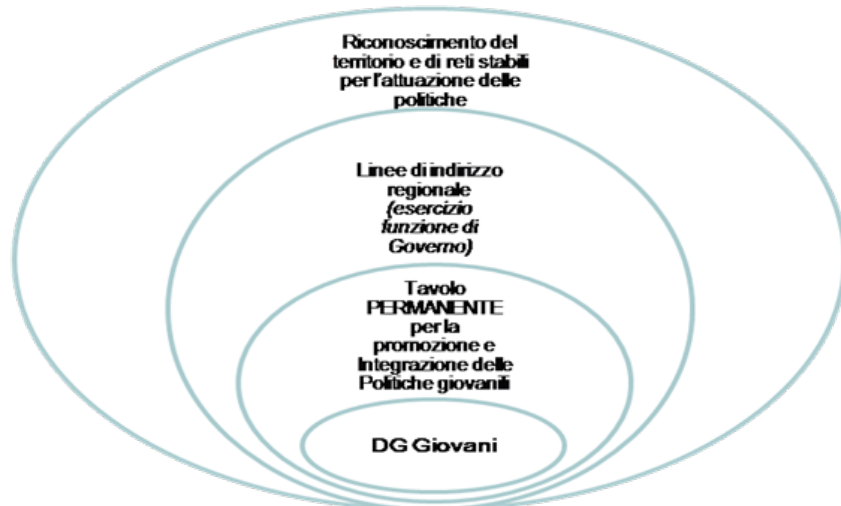 Riconoscimento del
territorio e di reti stabili
per l'attuazione delle
politiche
Linee di indirizzo
regionale
(esercizio
funzione di
Governo)
Tavolo
PERMANENTE
per la
promozione e
Integrazione delle
Politiche giovanili
DG Giovani